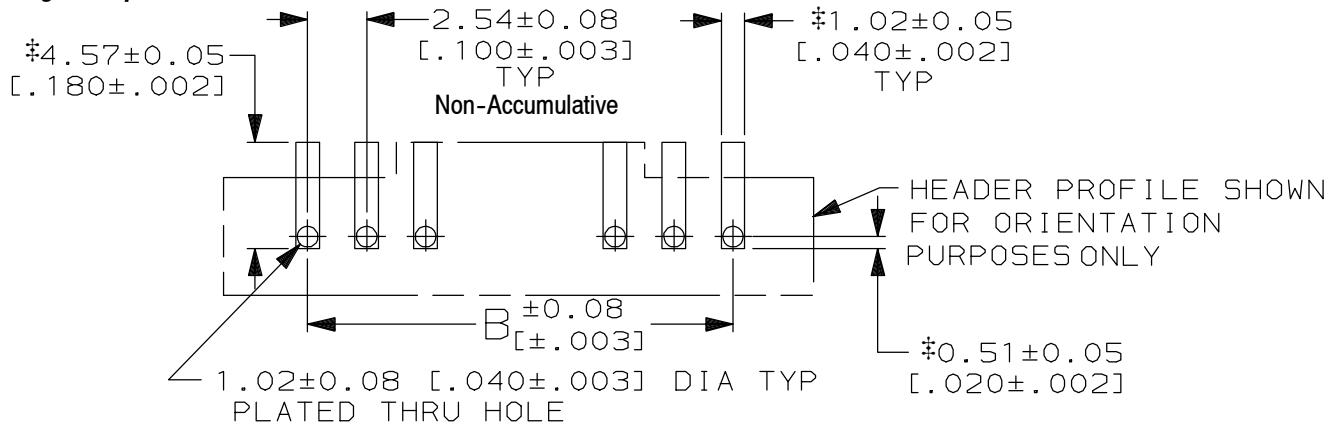 2.54±0.08
[.100±.003]
TYP
Non-Accumulative
‡1.02±0.05
[.040±.002]
TYP
‡4.57±0.05
[.180±.002]
HEADER PROFILE SHOWN
FOR ORIENTATION
PURPOSES ONLY
B ±0.08
[±.003]
‡0.51±0.05
[.020±.002]
1.02±0.08 [.040±.003] DIA TYP
PLATED THRU HOLE